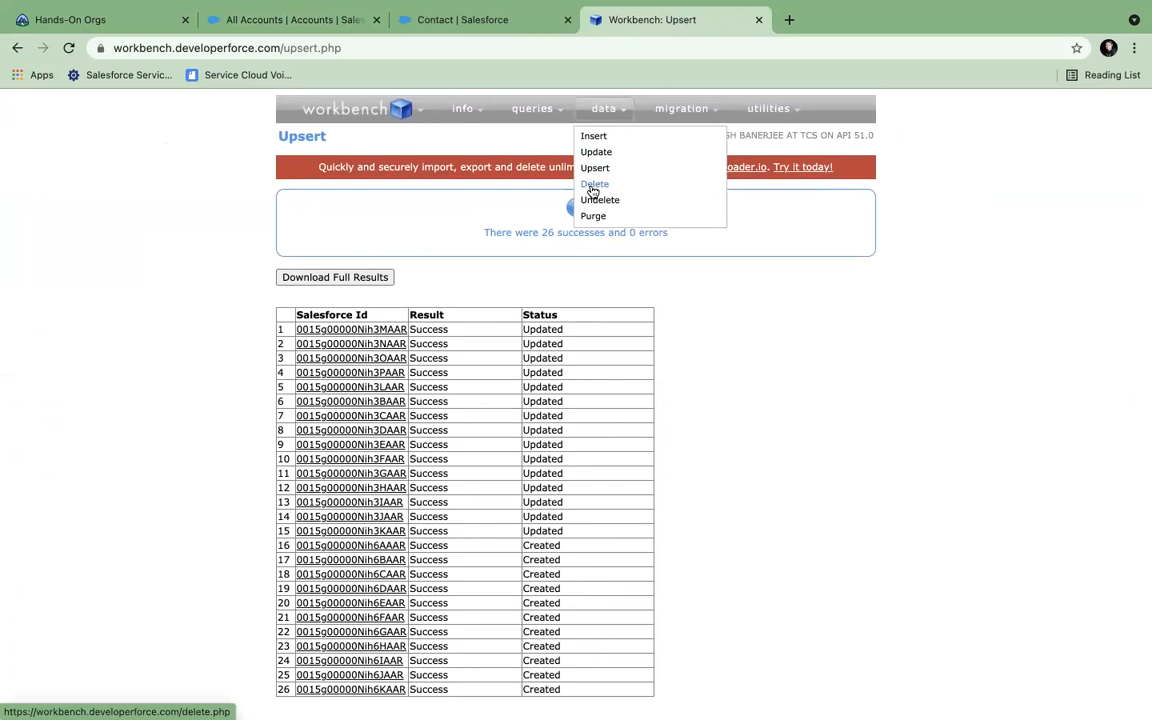 Hands-On Orgs
All Accounts | Accounts | Sales
Contact | Salesforce
Workbench: Upsert
workbench.developerforce.com/upsert.php
Apps
Salesforce Servic...
Service Cloud Voi...
Reading List
workbench
info
queries
data
migration
utilities
Upsert
SH BANERJEE AT TCS ON API 51.0
Insert
Update
Upsert
Delete
Undelete
Purge
Quickly and securely import, export and delete unlim
oader.io. Try it today!
There were 26 successes and 0 errors
Download Full Results
Salesforce Id Result Status
1 0015g00000Nih3MAAR Success Updated
2 0015g00000Nih3NAAR Success Updated
3 0015g00000Nih3OAAR Success Updated
4 0015g00000Nih3PAAR Success Updated
5 0015g00000Nih3LAAR Success Updated
6 0015g00000Nih3BAAR Success Updated
7 0015g00000Nih3CAAR Success Updated
8 0015g00000Nih3DAAR Success Updated
9 0015g00000Nih3EAAR Success Updated
10 0015g00000Nih3FAAR Success Updated
11 0015g00000Nih3GAAR Success Updated
12 0015g00000Nih3HAAR Success Updated
13 0015g00000Nih3IAAR Success Updated
14 0015g00000Nih3JAAR Success Updated
15 0015g00000Nih3KAAR Success Updated
16 0015g00000Nih6AAAR Success Created
17 0015g00000Nih6BAAR Success Created
18 0015g00000Nih6CAAR Success Created
19 0015g00000Nih6DAAR Success Created
20 0015g00000Nih6EAAR Success Created
21 0015g00000Nih6FAAR Success Created
22 0015g00000Nih6GAAR Success Created
23 0015g00000Nih6HAAR Success Created
24 0015g00000Nih6IAAR Success Created
25 0015g00000Nih6JAAR Success Created
26 0015g00000Nih6KAAR Success Created
https://workbench.developerforce.com/delete.php